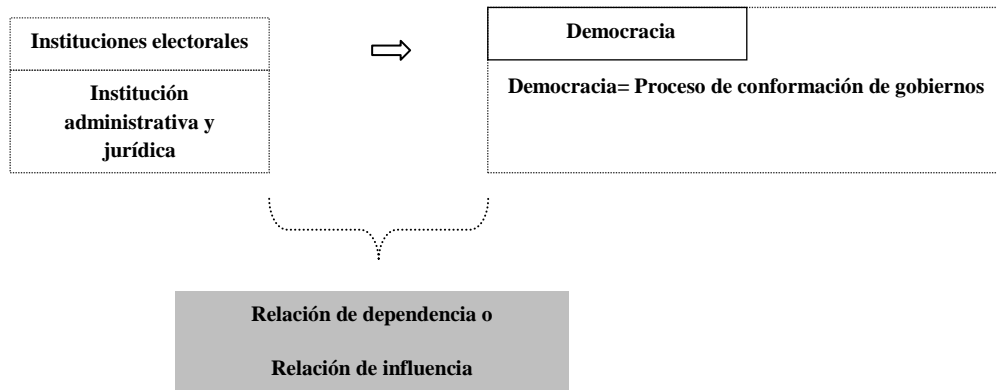 Instituciones electorales
Institución
administrativa y
jurídica
Democracia
Democracia= Proceso de conformación de gobiernos
Relación de dependencia o
Relación de influencia